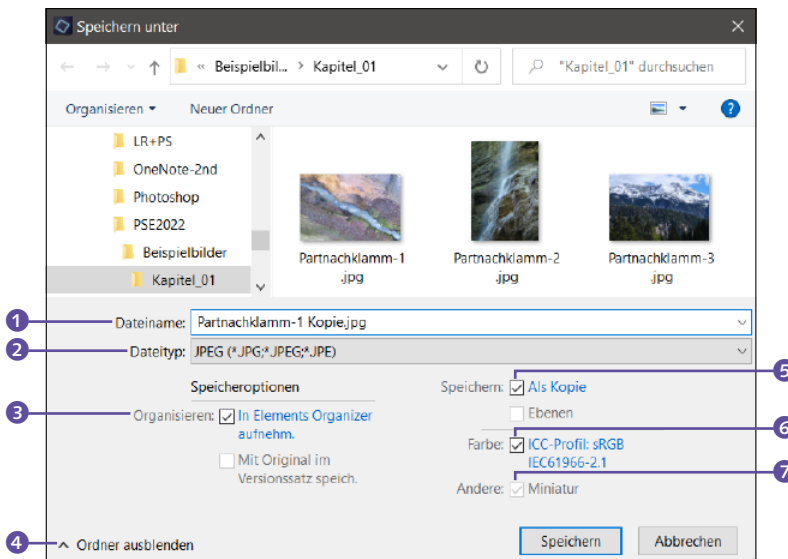 Speichern unter
« Beispielbil... > Kapitel_01
"Kapitel_01" durchsuchen
Organisieren
Neuer Ordner
?
LR+PS
OneNote-2nd
Photoshop
PSE2022
Beispielbilder
Kapitel_01
Partnachklamm-1
.jpg
Partnachklamm-2
.jpg
Partnachklamm-3
.jpg
1
Dateiname: Partnachklamm-1 Kopie.jpg
2
Dateityp: JPEG (*.JPG;*.JPEG;*.JPE)
Speicheroptionen
3
Organisieren: In Elements Organizer
aufnehm.
Mit Original im
Versionssatz speich.
5
Speichern: Als Kopie
Ebenen
6
Farbe: ICC-Profil: sRGB
IEC61966-2.1
7
Andere: Miniatur
4
Ordner ausblenden
Speichern
Abbrechen